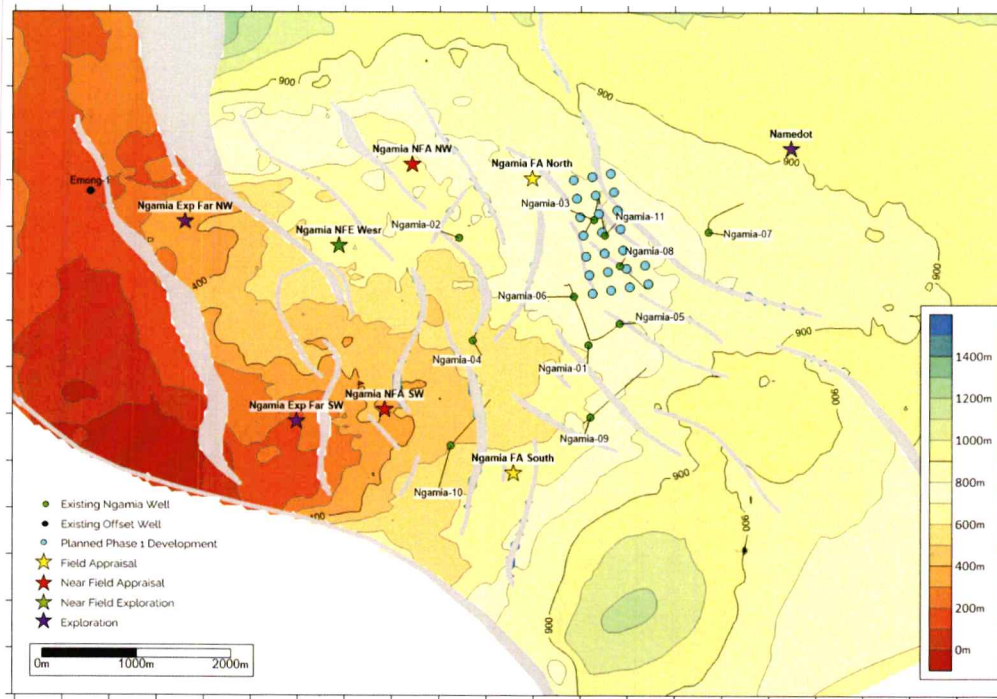 900
900
Namedot
900
Ngamia NFA NW
Ngamia FA North
Emong-1
Ngamia Exp Far NW
Ngamia-03
Ngamia-11
Ngamia NFE Wesr
Ngamia-02
Ngamia-07
Ngamia-08
400
900
Ngamia-06
Ngamia-05
900
Ngamia-04
Ngamia-01
900
Ngamia NFA SW
Ngamia Exp Far SW
Ngamia-09
Ngamia FA South
900
Ngamia-10
900
900
Existing Ngamia Well
Existing Offset Well
Planned Phase 1 Development
Field Appraisal
Near Field Appraisal
Near Field Exploration
Exploration
0m 1000m 2000m
1400m
1200m
1000m
800m
600m
400m
200m
0m